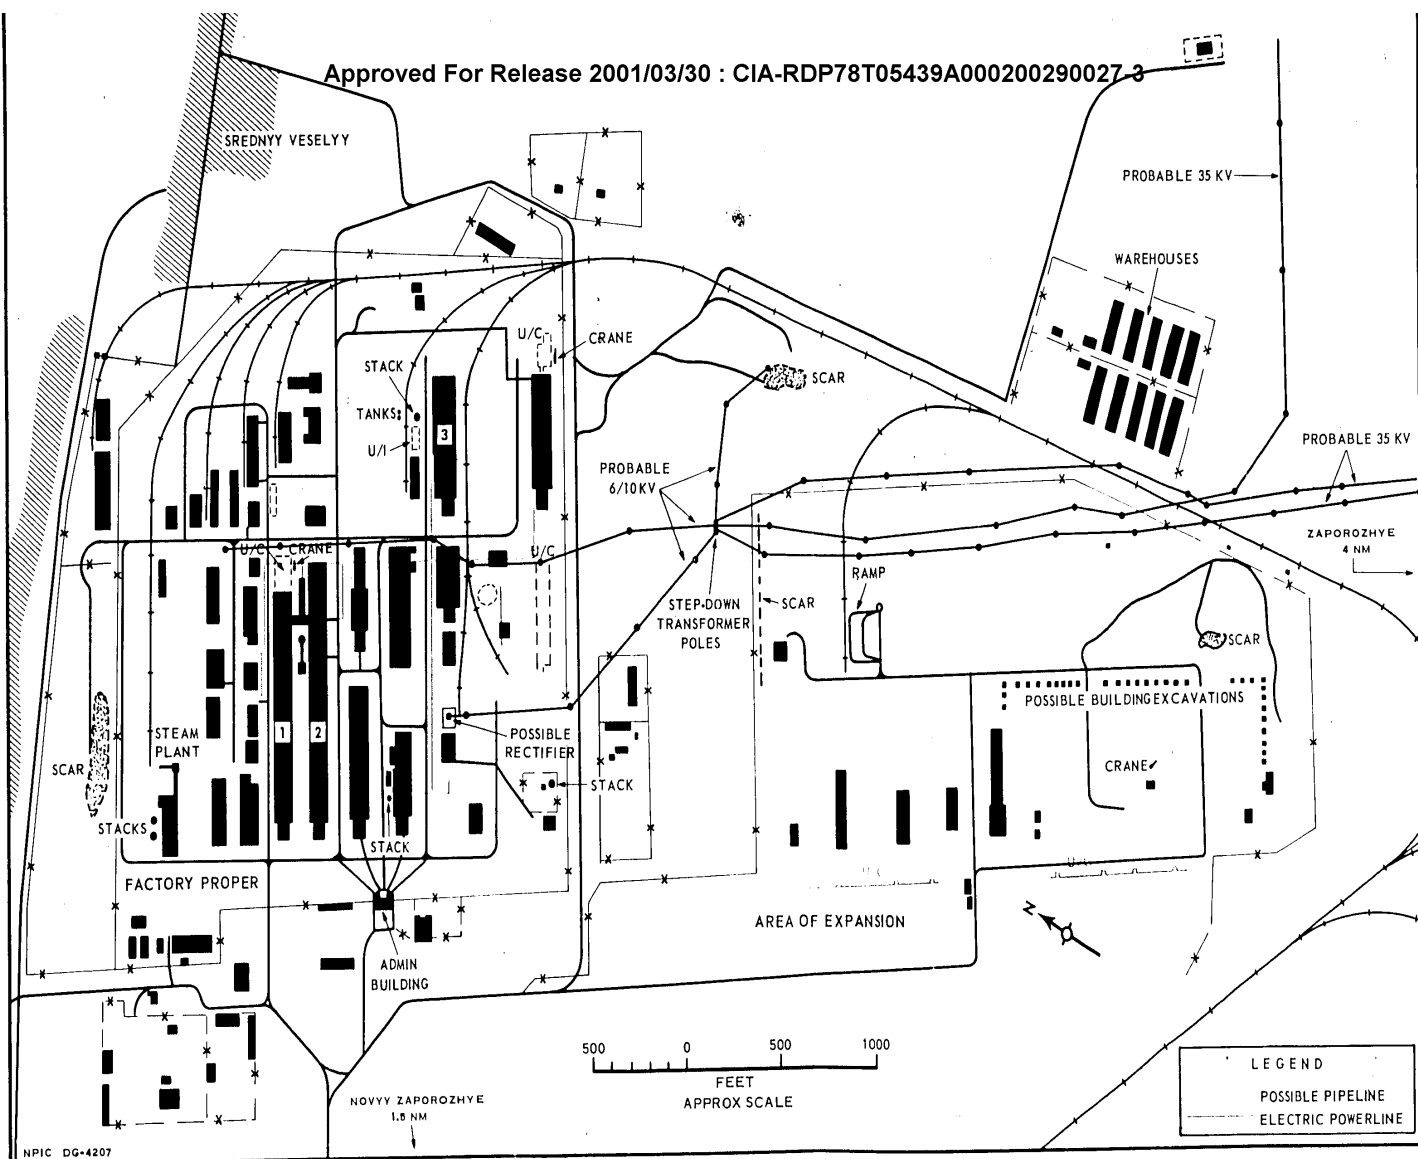 Approved For Release 2001/03/30 : CIA-RDP78T05439A000200290027-3
SREDNYY VESELYY
PROBABLE 35 KV
WAREHOUSES
U/C
CRANE
STACK
SCAR
TANKS
3
U/I
PROBABLE
6/10KV
PROBABLE 35 KV
ZAPOROZHYE
4 NM
U/C
CRANE
U/C
RAMP
STEP-DOWN
TRANSFORMER
POLES
SCAR
SCAR
POSSIBLE BUILDING EXCAVATIONS
1
2
STEAM
PLANT
POSSIBLE
RECTIFIER
SCAR
CRANE
STACK
STACKS
STACK
FACTORY PROPER
AREA OF EXPANSION
N
ADMIN
BUILDING
500
0
500
1000
FEET
APPROX SCALE
LEGEND
POSSIBLE PIPELINE
ELECTRIC POWERLINE
NOVYY ZAPOROZHYE
1.5 NM
NPIC DG-4207